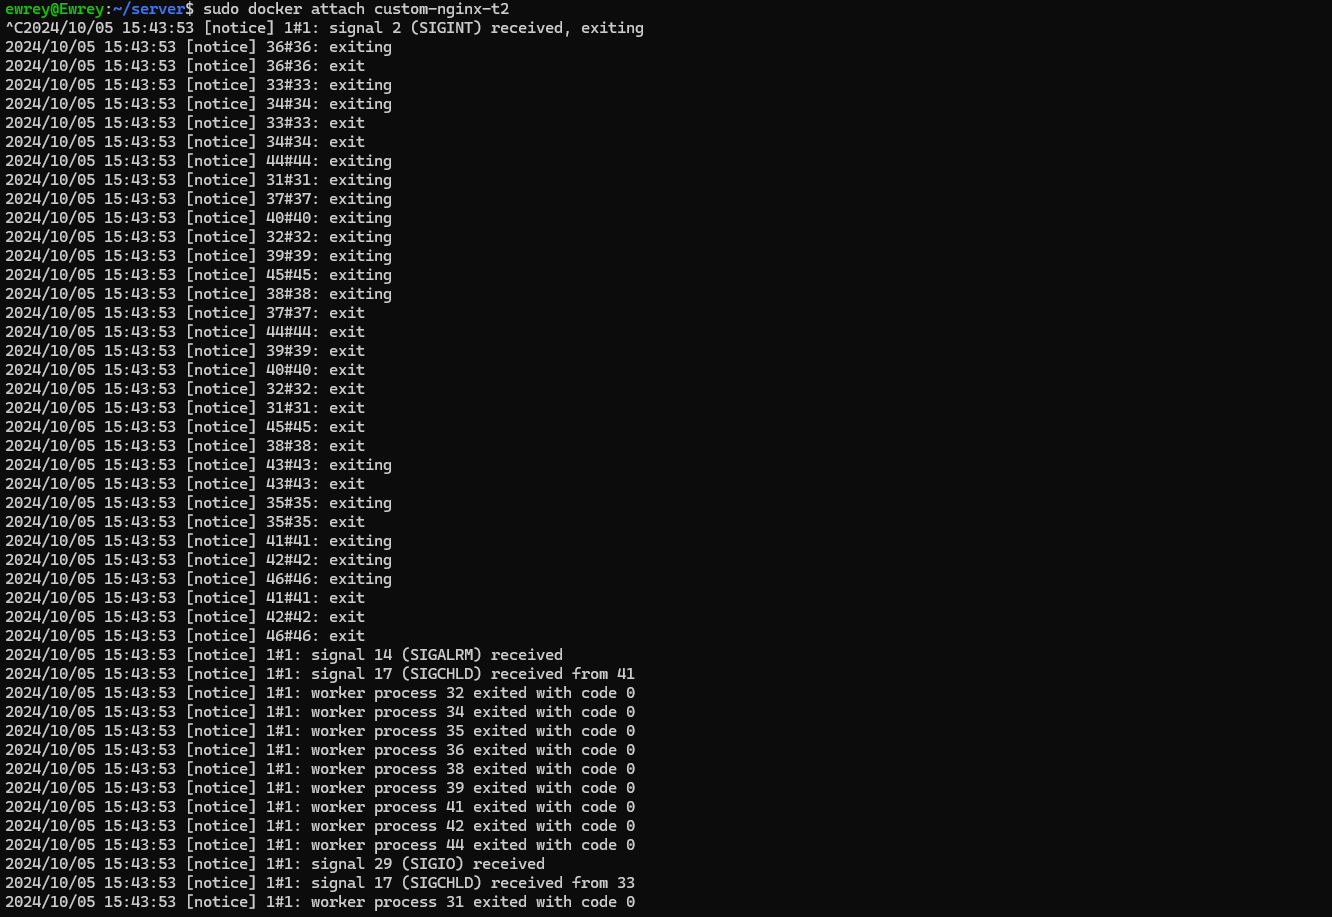 ewrey@Ewrey:~/server$ sudo docker attach custom-nginx-t2
^C2024/10/05 15:43:53 [notice] 1#1: signal 2 (SIGINT) received, exiting
2024/10/05 15:43:53 [notice] 36#36: exiting
2024/10/05 15:43:53 [notice] 36#36: exit
2024/10/05 15:43:53 [notice] 33#33: exiting
2024/10/05 15:43:53 [notice] 34#34: exiting
2024/10/05 15:43:53 [notice] 33#33: exit
2024/10/05 15:43:53 [notice] 34#34: exit
2024/10/05 15:43:53 [notice] 44#44: exiting
2024/10/05 15:43:53 [notice] 31#31: exiting
2024/10/05 15:43:53 [notice] 37#37: exiting
2024/10/05 15:43:53 [notice] 40#40: exiting
2024/10/05 15:43:53 [notice] 32#32: exiting
2024/10/05 15:43:53 [notice] 39#39: exiting
2024/10/05 15:43:53 [notice] 45#45: exiting
2024/10/05 15:43:53 [notice] 38#38: exiting
2024/10/05 15:43:53 [notice] 37#37: exit
2024/10/05 15:43:53 [notice] 44#44: exit
2024/10/05 15:43:53 [notice] 39#39: exit
2024/10/05 15:43:53 [notice] 40#40: exit
2024/10/05 15:43:53 [notice] 32#32: exit
2024/10/05 15:43:53 [notice] 31#31: exit
2024/10/05 15:43:53 [notice] 45#45: exit
2024/10/05 15:43:53 [notice] 38#38: exit
2024/10/05 15:43:53 [notice] 43#43: exiting
2024/10/05 15:43:53 [notice] 43#43: exit
2024/10/05 15:43:53 [notice] 35#35: exiting
2024/10/05 15:43:53 [notice] 35#35: exit
2024/10/05 15:43:53 [notice] 41#41: exiting
2024/10/05 15:43:53 [notice] 42#42: exiting
2024/10/05 15:43:53 [notice] 46#46: exiting
2024/10/05 15:43:53 [notice] 41#41: exit
2024/10/05 15:43:53 [notice] 42#42: exit
2024/10/05 15:43:53 [notice] 46#46: exit
2024/10/05 15:43:53 [notice] 1#1: signal 14 (SIGALRM) received
2024/10/05 15:43:53 [notice] 1#1: signal 17 (SIGCHLD) received from 41
2024/10/05 15:43:53 [notice] 1#1: worker process 32 exited with code 0
2024/10/05 15:43:53 [notice] 1#1: worker process 34 exited with code 0
2024/10/05 15:43:53 [notice] 1#1: worker process 35 exited with code 0
2024/10/05 15:43:53 [notice] 1#1: worker process 36 exited with code 0
2024/10/05 15:43:53 [notice] 1#1: worker process 38 exited with code 0
2024/10/05 15:43:53 [notice] 1#1: worker process 39 exited with code 0
2024/10/05 15:43:53 [notice] 1#1: worker process 41 exited with code 0
2024/10/05 15:43:53 [notice] 1#1: worker process 42 exited with code 0
2024/10/05 15:43:53 [notice] 1#1: worker process 44 exited with code 0
2024/10/05 15:43:53 [notice] 1#1: signal 29 (SIGIO) received
2024/10/05 15:43:53 [notice] 1#1: signal 17 (SIGCHLD) received from 33
2024/10/05 15:43:53 [notice] 1#1: worker process 31 exited with code 0